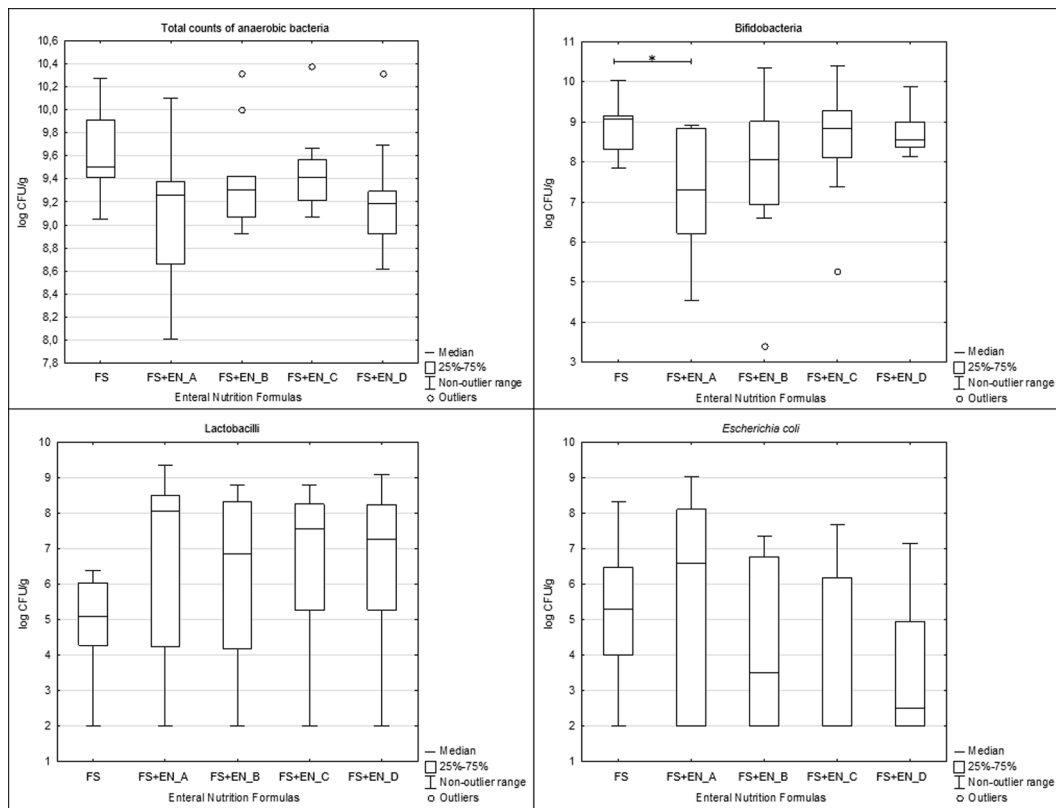 Total counts of anaerobic bacteria
10,6
10,4
10,2
10,0
9,8
9,6
9,4
9,2
9,0
8,8
8,6
8,4
8,2
8,0
7,8
log CFU/g
FS FS+EN_A FS+EN_B FS+EN_C FS+EN_D
Enteral Nutrition Formulas
Median
25%-75%
Non-outlier range
Outliers
Bifidobacteria
*
11
10
9
8
7
6
5
4
3
log CFU/g
FS FS+EN_A FS+EN_B FS+EN_C FS+EN_D
Enteral Nutrition Formulas
Median
25%-75%
Non-outlier range
Outliers
Lactobacilli
10
9
8
7
6
5
4
3
2
1
log CFU/g
FS FS+EN_A FS+EN_B FS+EN_C FS+EN_D
Enteral Nutrition Formulas
Median
25%-75%
Non-outlier range
Outliers
Escherichia coli
10
9
8
7
6
5
4
3
2
1
log CFU/g
FS FS+EN_A FS+EN_B FS+EN_C FS+EN_D
Enteral Nutrition Formulas
Median
25%-75%
Non-outlier range
Outliers